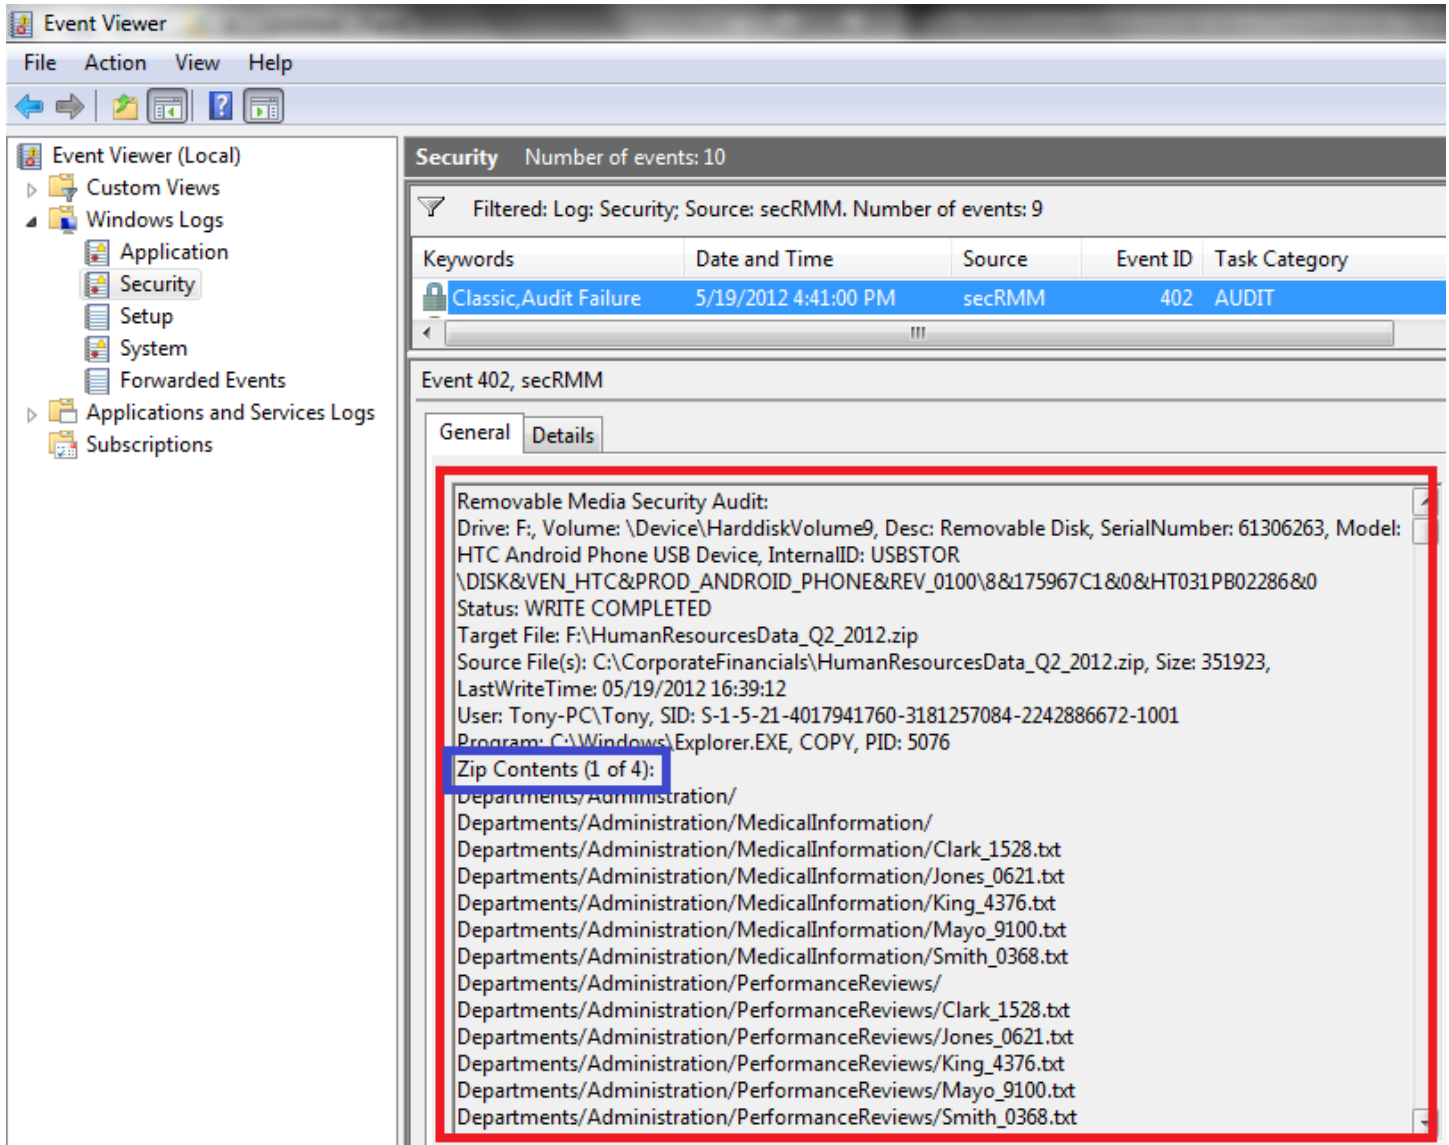 Event Viewer
File Action View Help
Event Viewer (Local)
Custom Views
Windows Logs
Application
Security
Setup
System
Forwarded Events
Applications and Services Logs
Subscriptions
Security Number of events: 10
Filtered: Log: Security; Source: secRMM. Number of events: 9
Keywords Date and Time Source Event ID Task Category
Classic,Audit Failure 5/19/2012 4:41:00 PM secRMM 402 AUDIT
Event 402, secRMM
General Details
Removable Media Security Audit:
Drive: F:, Volume: \Device\HarddiskVolume9, Desc: Removable Disk, SerialNumber: 61306263, Model:
HTC Android Phone USB Device, InternalID: USBSTOR
\DISK&VEN_HTC&PROD_ANDROID_PHONE&REV_0100\8&175967C1&0&HT031PB02286&0
Status: WRITE COMPLETED
Target File: F:\HumanResourcesData_Q2_2012.zip
Source File(s): C:\CorporateFinancials\HumanResourcesData_Q2_2012.zip, Size: 351923,
LastWriteTime: 05/19/2012 16:39:12
User: Tony-PC\Tony, SID: S-1-5-21-4017941760-3181257084-2242886672-1001
Program: C:\Windows\Explorer.EXE, COPY, PID: 5076
Zip Contents (1 of 4):
Departments/Administration/
Departments/Administration/MedicalInformation/
Departments/Administration/MedicalInformation/Clark_1528.txt
Departments/Administration/MedicalInformation/Jones_0621.txt
Departments/Administration/MedicalInformation/King_4376.txt
Departments/Administration/MedicalInformation/Mayo_9100.txt
Departments/Administration/MedicalInformation/Smith_0368.txt
Departments/Administration/PerformanceReviews/
Departments/Administration/PerformanceReviews/Clark_1528.txt
Departments/Administration/PerformanceReviews/Jones_0621.txt
Departments/Administration/PerformanceReviews/King_4376.txt
Departments/Administration/PerformanceReviews/Mayo_9100.txt
Departments/Administration/PerformanceReviews/Smith_0368.txt